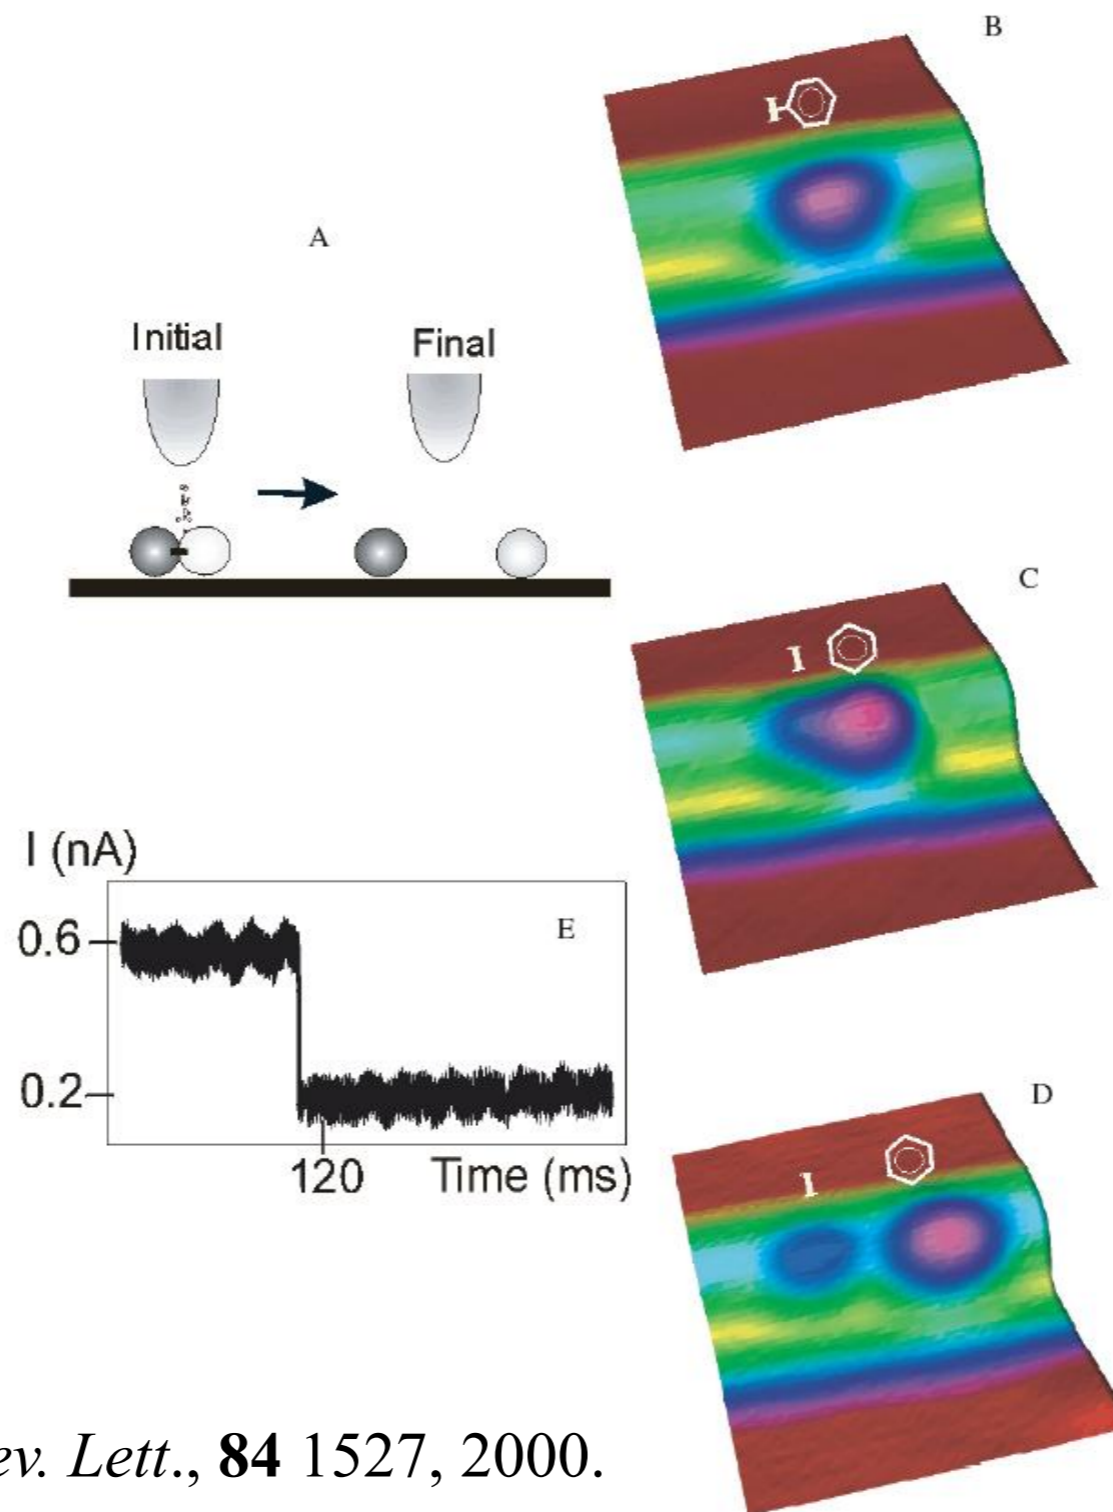 B
I
A
Initial
Final
C
I
I (nA)
0.6
E
0.2
120
Time (ms)
D
I
ev. Lett., 84 1527, 2000.